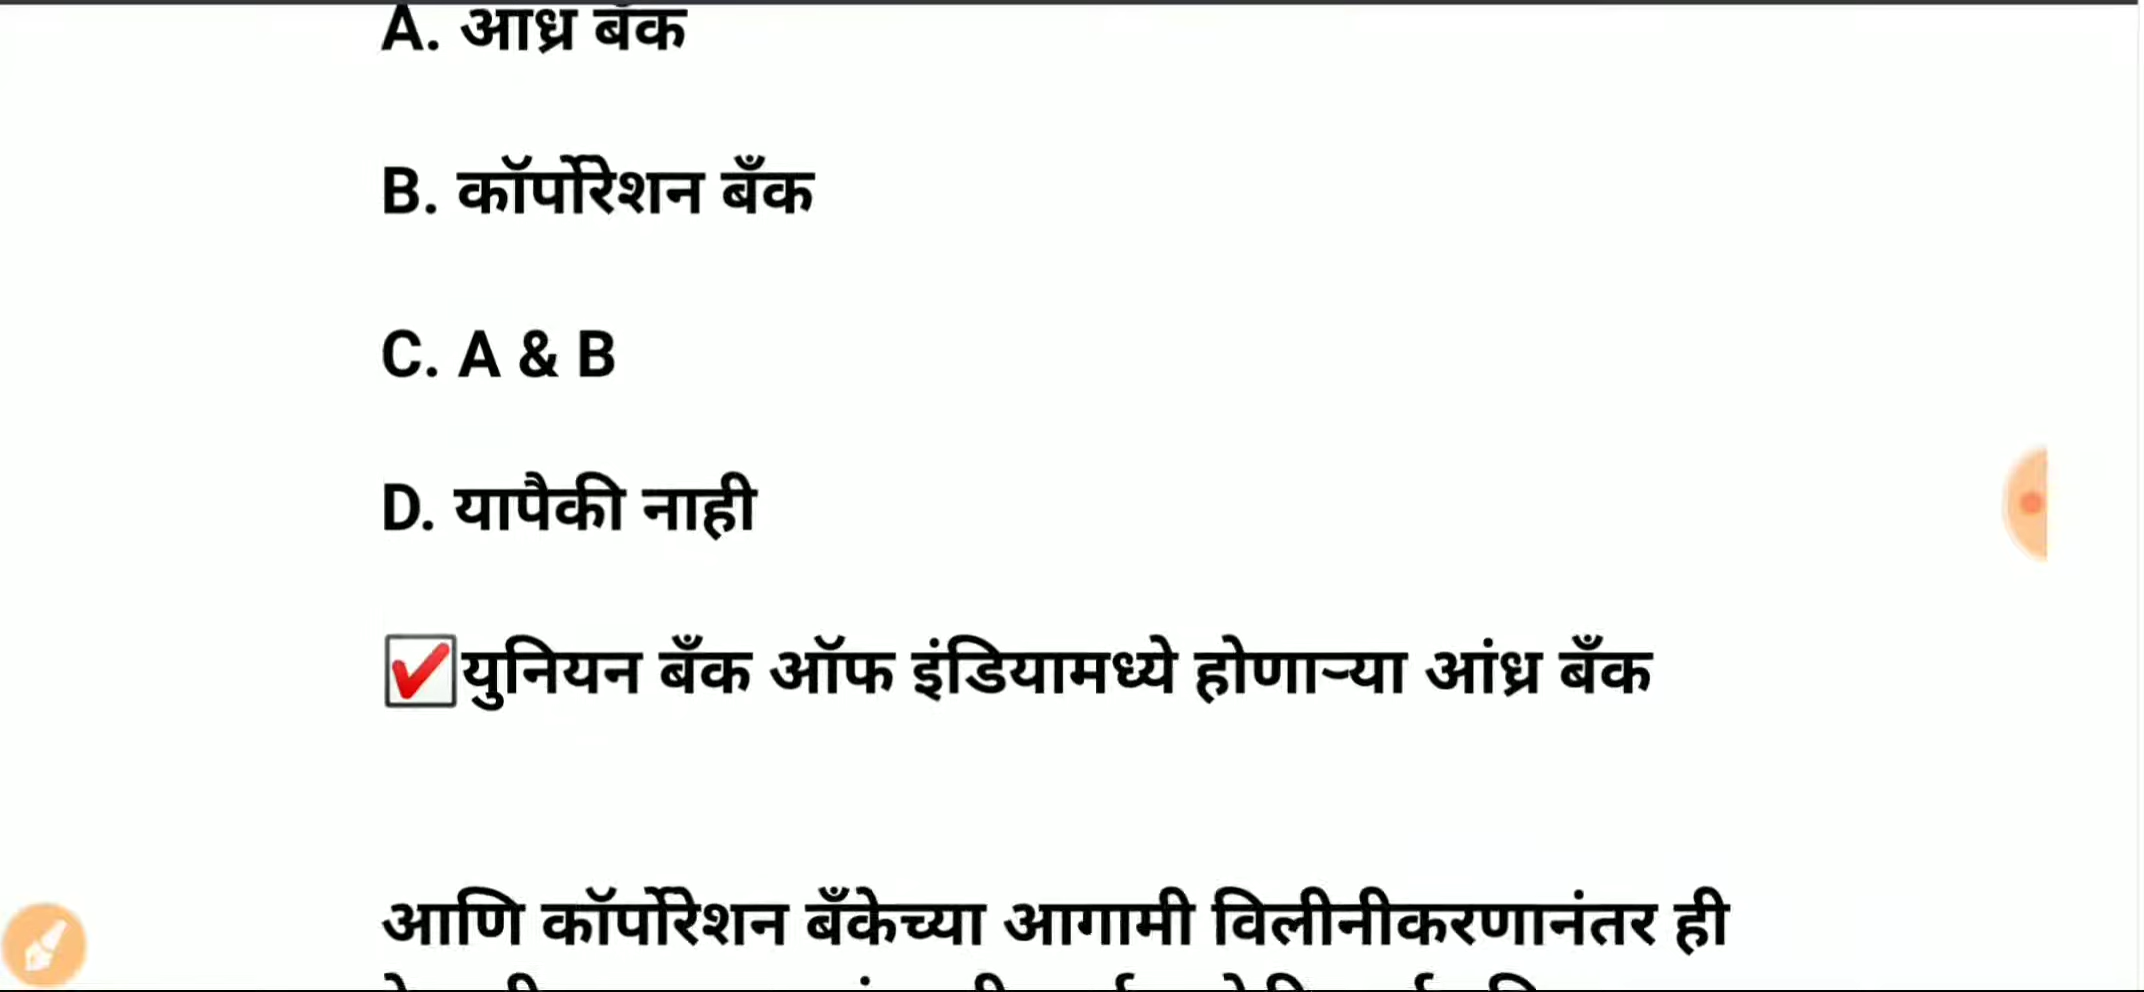 A. आंध्र बँक
B. कॉर्पोरेशन बँक
C. A & B
D. यापैकी नाही
युनियन बँक ऑफ इंडियामध्ये होणाऱ्या आंध्र बँक
आणि कॉर्पोरेशन बँकेच्या आगामी विलीनीकरणानंतर ही